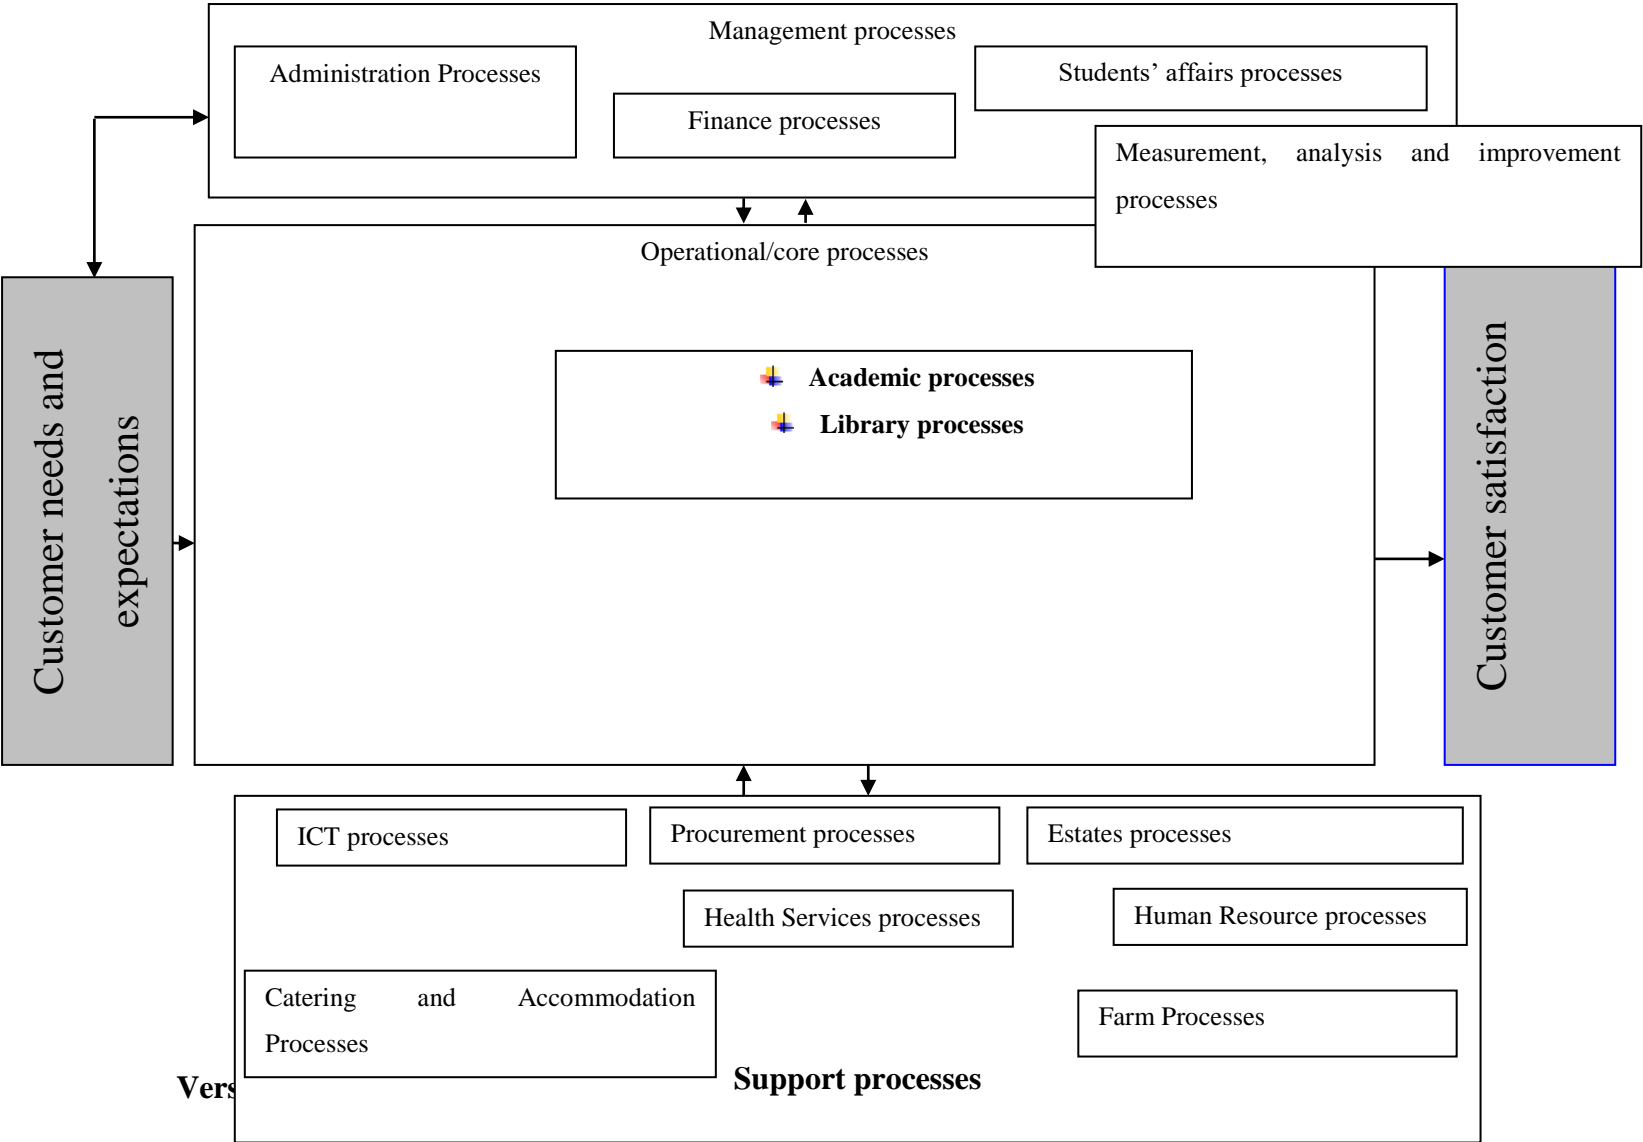 Management processes
Administration Processes
Students’ affairs processes
Finance processes
Measurement, analysis and improvement
processes
Operational/core processes
Academic processes
Library processes
Customer needs and
expectations
Customer satisfaction
ICT processes
Procurement processes
Estates processes
Health Services processes
Human Resource processes
Catering and Accommodation
Processes
Farm Processes
Support processes
Vers